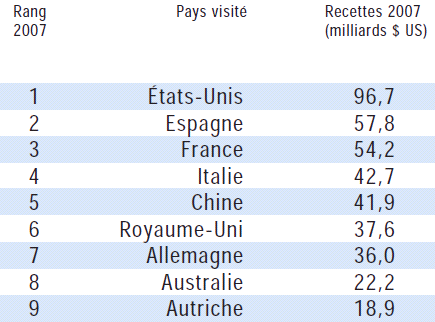 Rang Pays visité Recettes 2007
2007 (milliards $ US)
1 États-Unis 96,7
2 Espagne 57,8
3 France 54,2
4 Italie 42,7
5 Chine 41,9
6 Royaume-Uni 37,6
7 Allemagne 36,0
8 Australie 22,2
9 Autriche 18,9